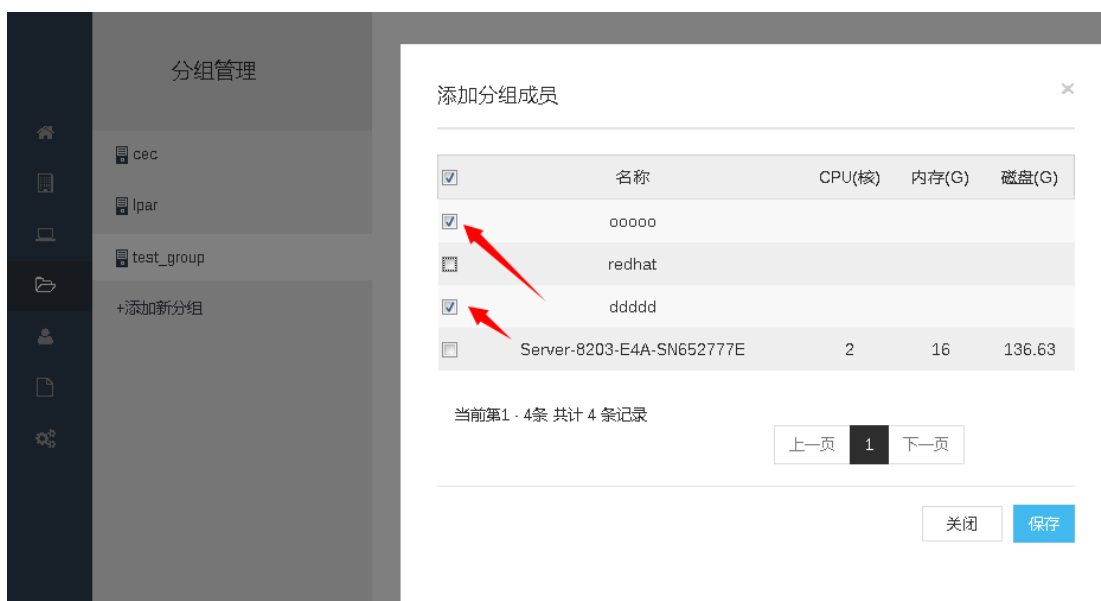 分组管理
cec
lpar
test_group
+添加新分组
添加分组成员
×
名称 CPU(核) 内存(G) 磁盘(G)
ooooo
redhat
ddddd
Server-8203-E4A-SN652777E 2 16 136.63
当前第1 - 4条 共计 4 条记录
上一页 1 下一页
关闭 保存